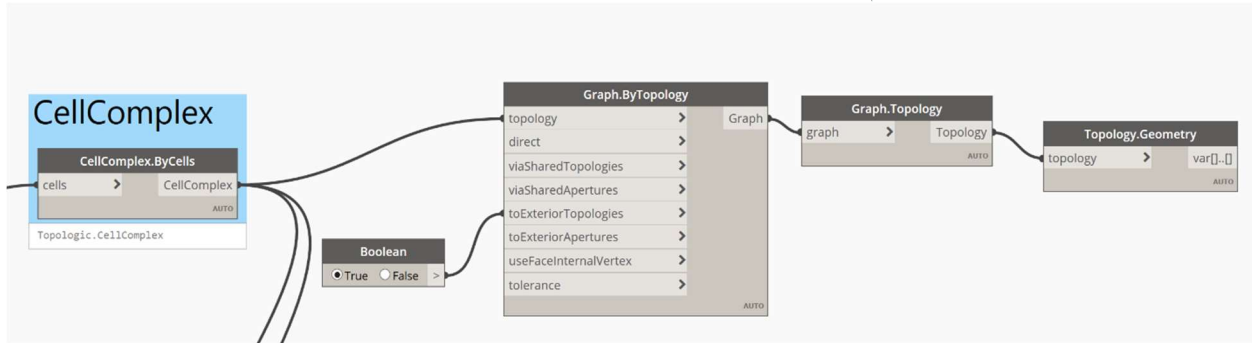 CellComplex
CellComplex.ByCells
cells > CellComplex
AUTO
Topologic.CellComplex
Boolean
True False >
Graph.ByTopology
topology > Graph
direct >
viaSharedTopologies >
viaSharedApertures >
toExteriorTopologies >
toExteriorApertures >
useFaceInternalVertex >
tolerance >
AUTO
Graph.Topology
graph > Topology
AUTO
Topology.Geometry
topology > var[]..[]
AUTO